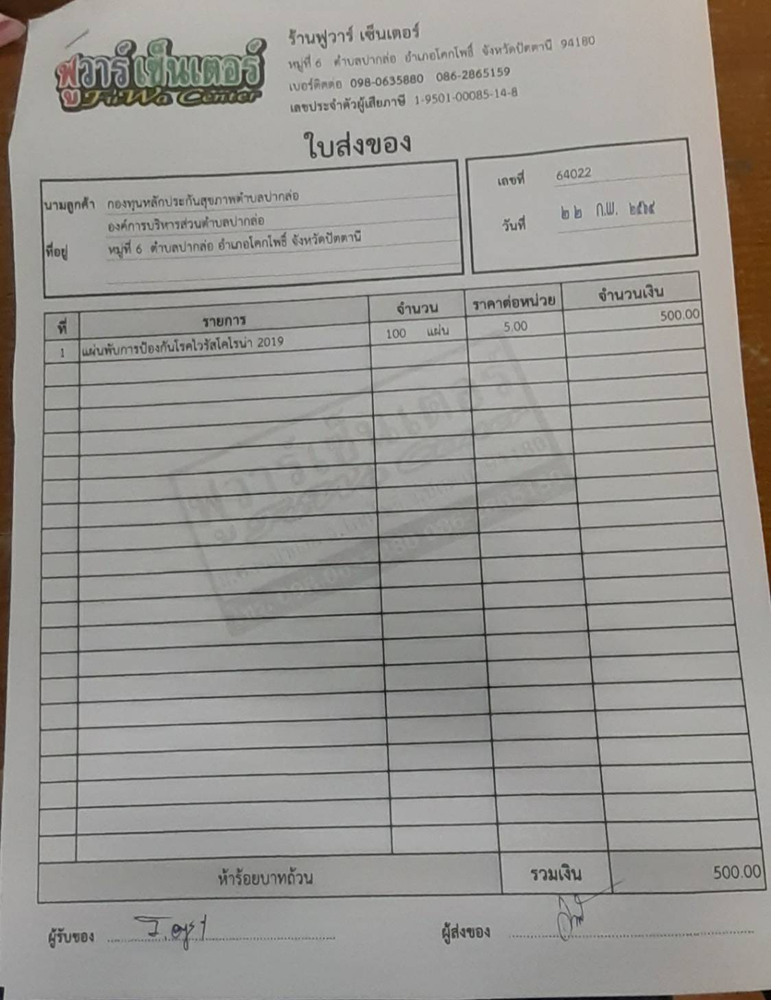 ฟูวาร์เซ็นเตอร์
FuWa Center
ร้านฟูวาร์ เซ็นเตอร์
หมู่ที่ 6 ตำบลปากล่อ อำเภอโคกโพธิ์ จังหวัดปัตตานี 94180
เบอร์ติดต่อ 098-0635880 086-2865159
เลขประจำตัวผู้เสียภาษี 1-9501-00085-14-8
ใบส่งของ
นามลูกค้า กองทุนหลักประกันสุขภาพตำบลปากล่อ
องค์การบริหารส่วนตำบลปากล่อ
ที่อยู่ หมู่ที่ 6 ตำบลปากล่อ อำเภอโคกโพธิ์ จังหวัดปัตตานี
เลขที่ 64022
วันที่ ๒๒ ก.พ. ๒๕๖๔
ที่ รายการ จำนวน ราคาต่อหน่วย จำนวนเงิน
1 แผ่นพับการป้องกันโรคไวรัสโคโรน่า 2019 100 แผ่น 5.00 500.00
ฟูวาร์เซ็นเตอร์
ห้าร้อยบาทถ้วน รวมเงิน 500.00
ผู้รับของ ผู้ส่งของ